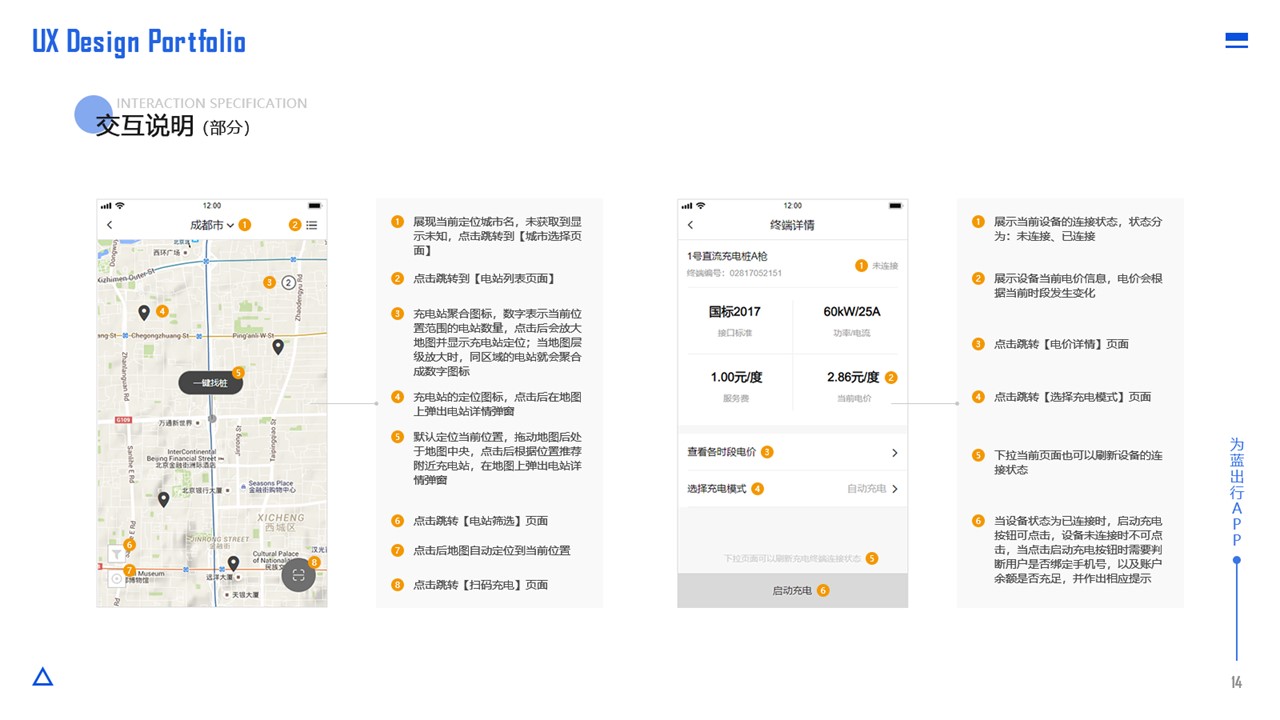 UX Design Portfolio
INTERACTION SPECIFICATION
交互说明（部分）
12:00
成都市 1
2
西环广场
Xizhimen Outer St
Zhaodengyu Rd
3 2
4
Chegongzhuang St
Ping'anli W St
Zhanlanguan Rd
5
一键找桩
G109
万通新世界
InterContinental
Beijing Financial Street
北京金融街洲际酒店
Sanlihe E Rd
Taipingqiao St
北京银行大厦
Seasons Place
金融街购物中心
XICHENG
西城区
JINRONG STREET
金融街
6
Cultural Palace
of National
民族文
汉光
7
8
Museum
博物馆
远洋大厦
天银大厦
1 展现当前定位城市名，未获取到显
示未知，点击跳转到【城市选择页
面】
2 点击跳转到【电站列表页面】
3 充电站聚合图标，数字表示当前位
置范围的电站数量，点击后会放大
地图并显示充电站定位；当地图层
级放大时，同区域的电站就会聚合
成数字图标
4 充电站的定位图标，点击后在地图
上弹出电站详情弹窗
5 默认定位当前位置，拖动地图后处
于地图中央，点击后根据位置推荐
附近充电站，在地图上弹出电站详
情弹窗
6 点击跳转【电站筛选】页面
7 点击后地图自动定位到当前位置
8 点击跳转【扫码充电】页面
12:00
终端详情
1号直流充电桩A枪
终端编号：02817052151
1 未连接
国标2017
接口标准
60kW/25A
功率/电流
1.00元/度
服务费
2.86元/度 2
当前电价
查看各时段电价 3
选择充电模式 4
自动充电
下拉页面可以刷新充电终端连接状态 5
启动充电 6
1 展示当前设备的连接状态，状态分
为：未连接、已连接
2 展示设备当前电价信息，电价会根
据当前时段发生变化
3 点击跳转【电价详情】页面
4 点击跳转【选择充电模式】页面
5 下拉当前页面也可以刷新设备的连
接状态
6 当设备状态为已连接时，启动充电
按钮可点击，设备未连接时不可点
击，当点击启动充电按钮时需要判
断用户是否绑定手机号，以及账户
余额是否充足，并作出相应提示
为蓝出行APP
14